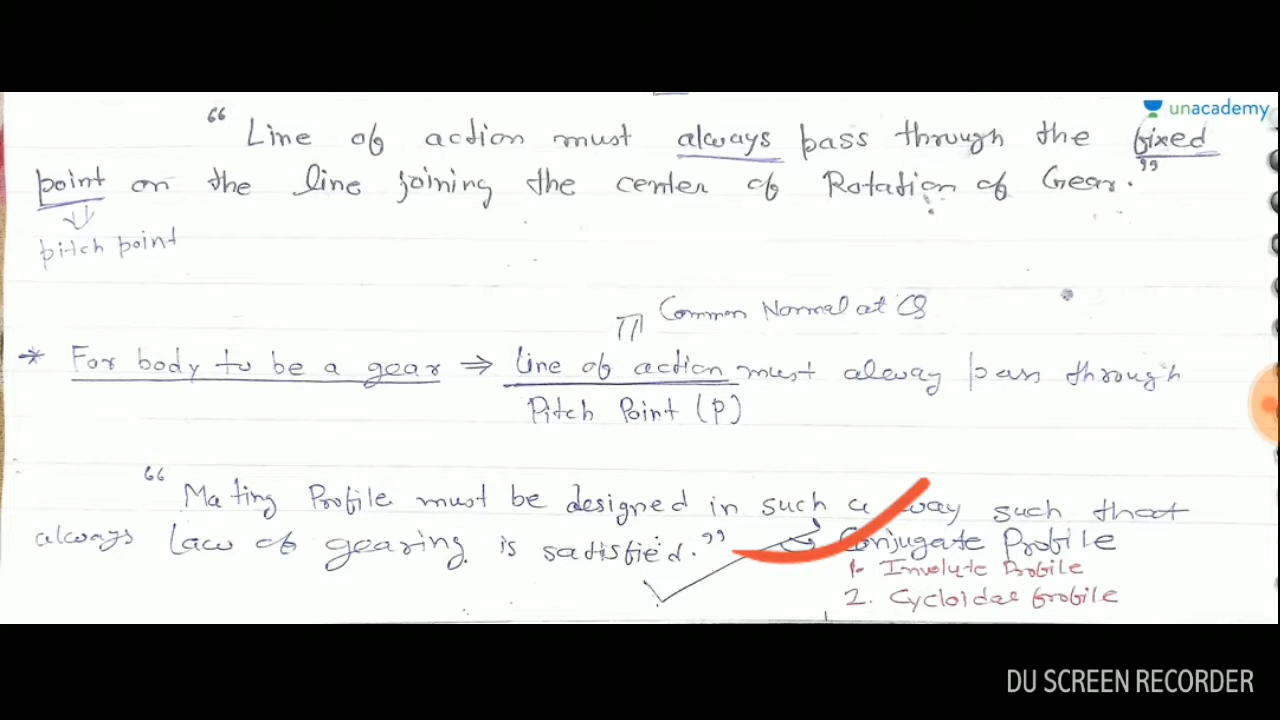 unacademy
“ Line of action must always pass through the fixed
point on the line joining the center of Rotation of Gear.”
pitch point
Common Normal at Q
* For body to be a gear ⇒ line of action must alway pass through
Pitch Point (P)
“ Mating Profile must be designed in such a way such that
always law of gearing is satisfied.”
Conjugate Profile
1. Involute Profile
2. Cycloidal Profile
DU SCREEN RECORDER